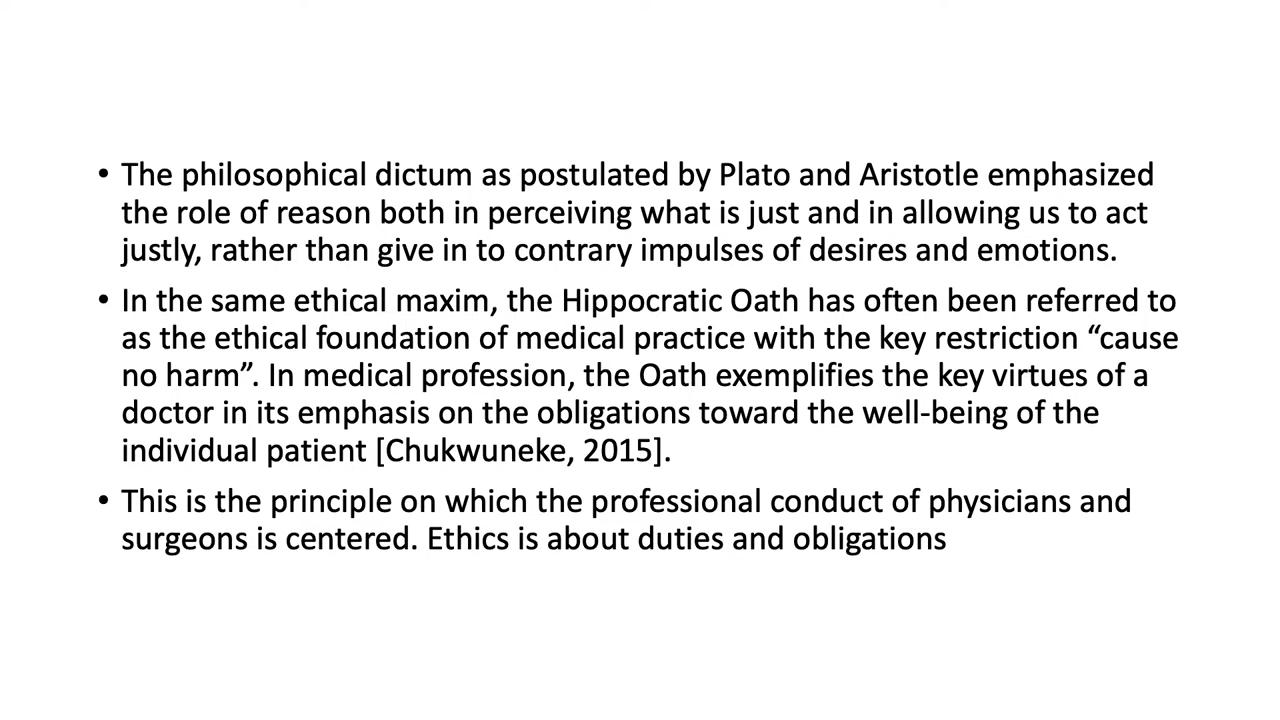 • The philosophical dictum as postulated by Plato and Aristotle emphasized
the role of reason both in perceiving what is just and in allowing us to act
justly, rather than give in to contrary impulses of desires and emotions.
• In the same ethical maxim, the Hippocratic Oath has often been referred to
as the ethical foundation of medical practice with the key restriction “cause
no harm”. In medical profession, the Oath exemplifies the key virtues of a
doctor in its emphasis on the obligations toward the well-being of the
individual patient [Chukwuneke, 2015].
• This is the principle on which the professional conduct of physicians and
surgeons is centered. Ethics is about duties and obligations